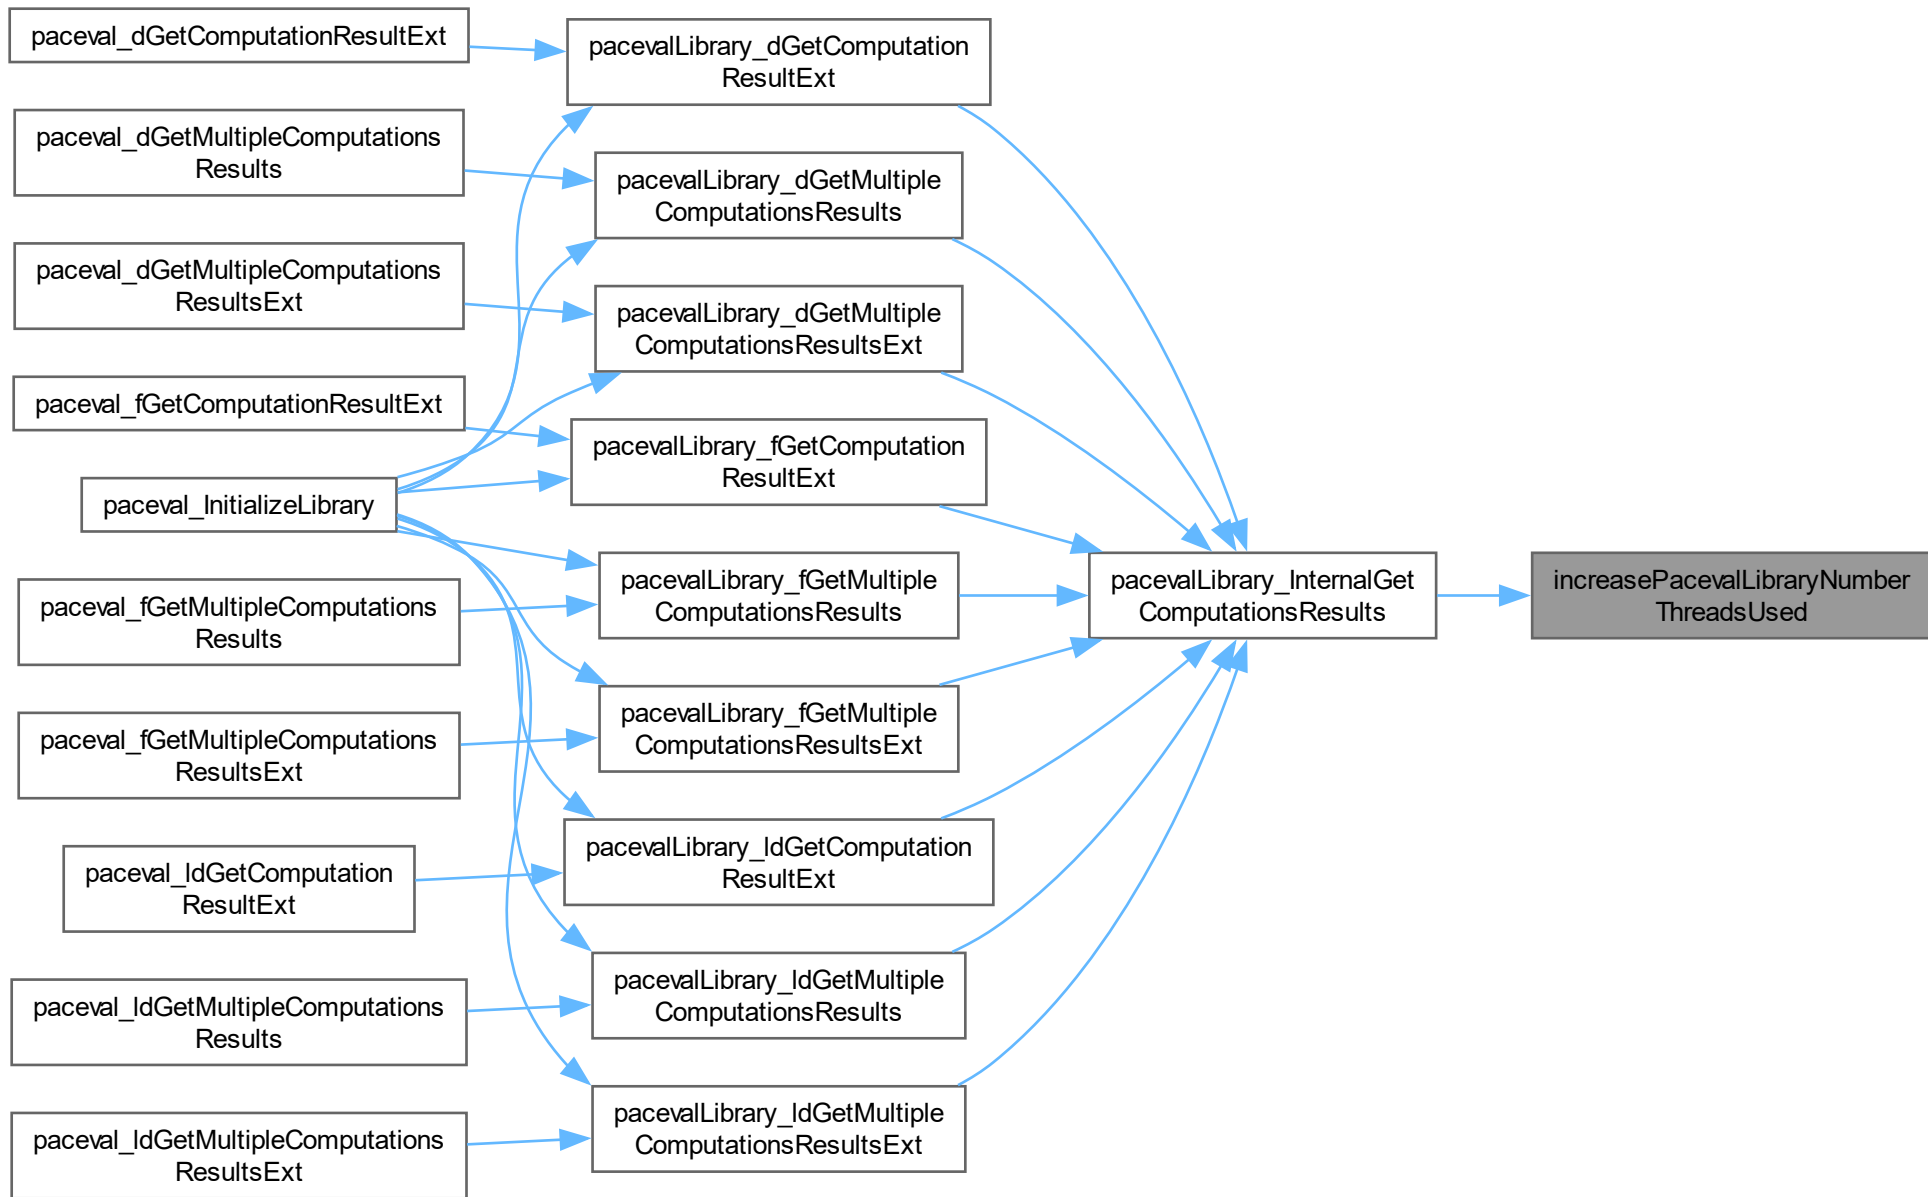 paceval_dGetComputationResultExt
paceval_dGetMultipleComputations
Results
paceval_dGetMultipleComputations
ResultsExt
paceval_fGetComputationResultExt
paceval_InitializeLibrary
paceval_fGetMultipleComputations
Results
paceval_fGetMultipleComputations
ResultsExt
paceval_ldGetComputation
ResultExt
paceval_ldGetMultipleComputations
Results
paceval_ldGetMultipleComputations
ResultsExt
pacevalLibrary_dGetComputation
ResultExt
pacevalLibrary_dGetMultiple
ComputationsResults
pacevalLibrary_dGetMultiple
ComputationsResultsExt
pacevalLibrary_fGetComputation
ResultExt
pacevalLibrary_fGetMultiple
ComputationsResults
pacevalLibrary_fGetMultiple
ComputationsResultsExt
pacevalLibrary_ldGetComputation
ResultExt
pacevalLibrary_ldGetMultiple
ComputationsResults
pacevalLibrary_ldGetMultiple
ComputationsResultsExt
pacevalLibrary_InternalGet
ComputationsResults
increasePacevalLibraryNumber
ThreadsUsed